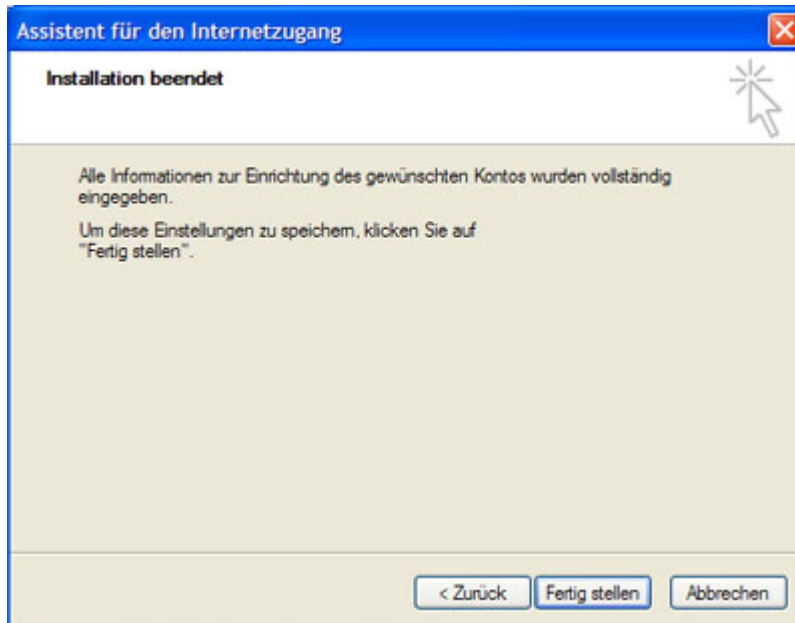 Assistent für den Internetzugang
Installation beendet
Alle Informationen zur Einrichtung des gewünschten Kontos wurden vollständig
eingegeben.
Um diese Einstellungen zu speichern, klicken Sie auf
"Fertig stellen".
< Zurück
Fertig stellen
Abbrechen